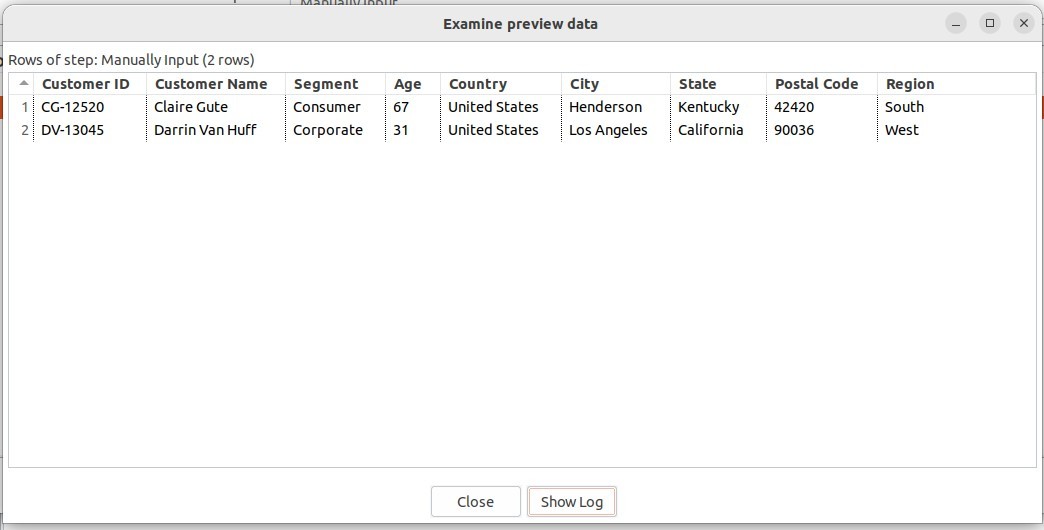 Manually Input
Examine preview data
Rows of step: Manually Input (2 rows)
Customer ID Customer Name Segment Age Country City State Postal Code Region
1 CG-12520 Claire Gute Consumer 67 United States Henderson Kentucky 42420 South
2 DV-13045 Darrin Van Huff Corporate 31 United States Los Angeles California 90036 West
Close Show Log